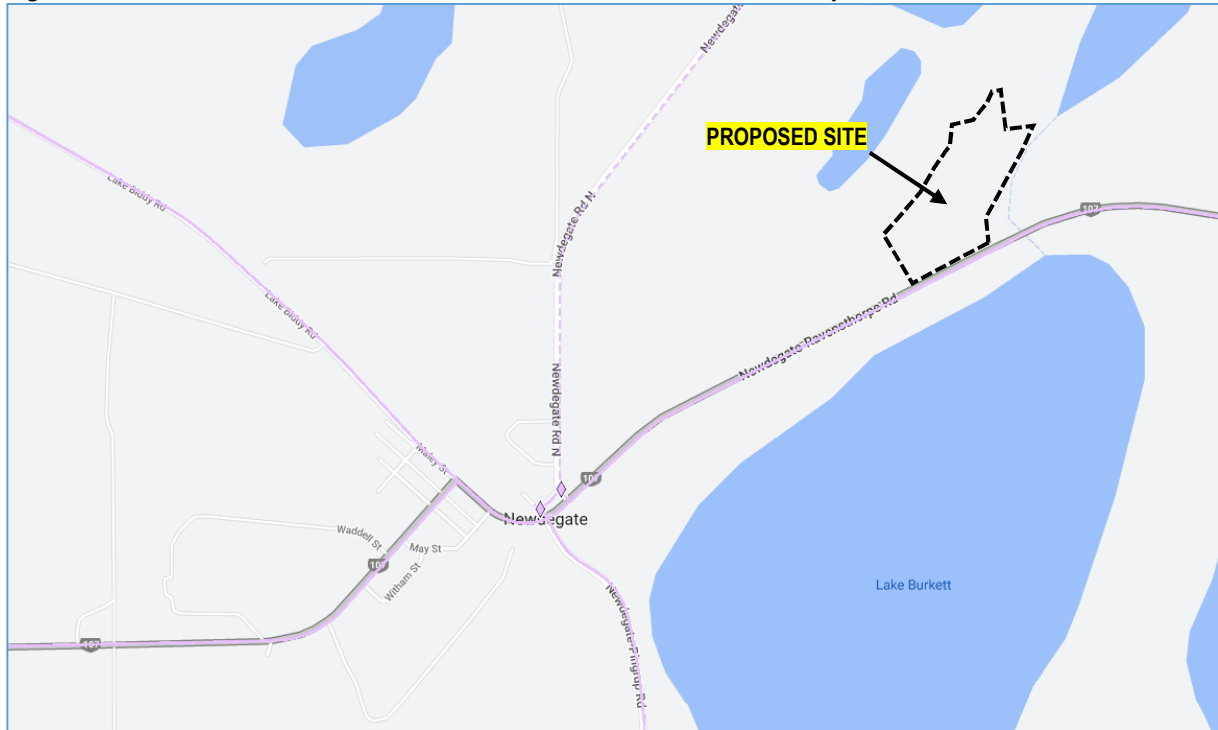 Newdegate
PROPOSED SITE
Lake Biddy Rd
Newdegate Rd N
107
Lake Biddy Rd
Newdegate Ravensthorpe Rd
Newdegate Rd N
Maley St
107
Newdegate
Waddell St
May St
107
Witham St
Lake Burkett
Newdegate-Pingrup Rd
107